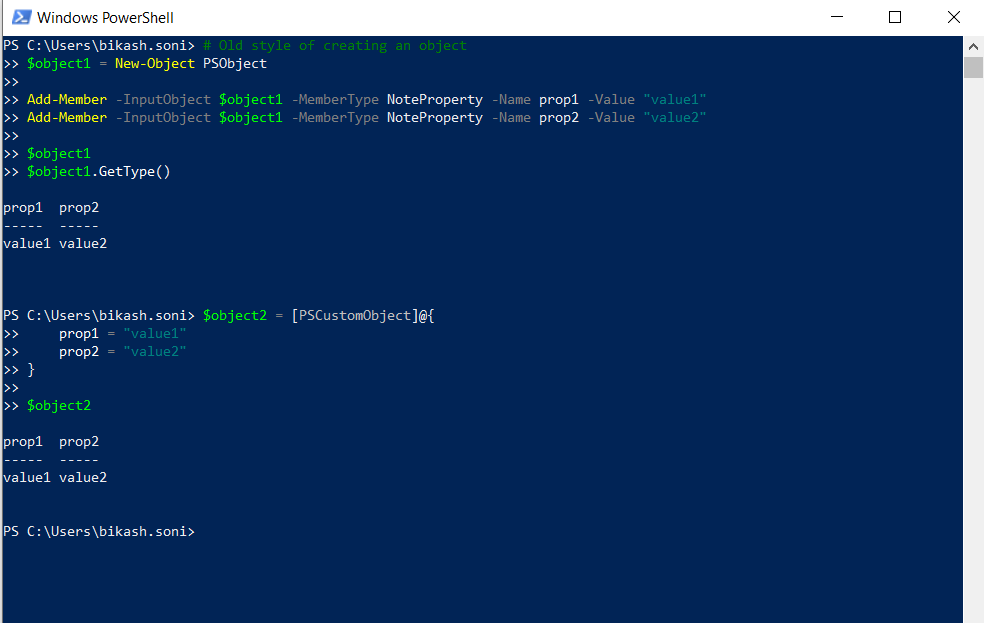 Windows PowerShell
PS C:\Users\bikash.soni> # Old style of creating an object
>> $object1 = New-Object PSObject
>>
>> Add-Member -InputObject $object1 -MemberType NoteProperty -Name prop1 -Value "value1"
>> Add-Member -InputObject $object1 -MemberType NoteProperty -Name prop2 -Value "value2"
>>
>> $object1
>> $object1.GetType()
prop1  prop2
-----  -----
value1 value2
PS C:\Users\bikash.soni> $object2 = [PSCustomObject]@{
>>     prop1 = "value1"
>>     prop2 = "value2"
>> }
>>
>> $object2
prop1  prop2
-----  -----
value1 value2
PS C:\Users\bikash.soni>